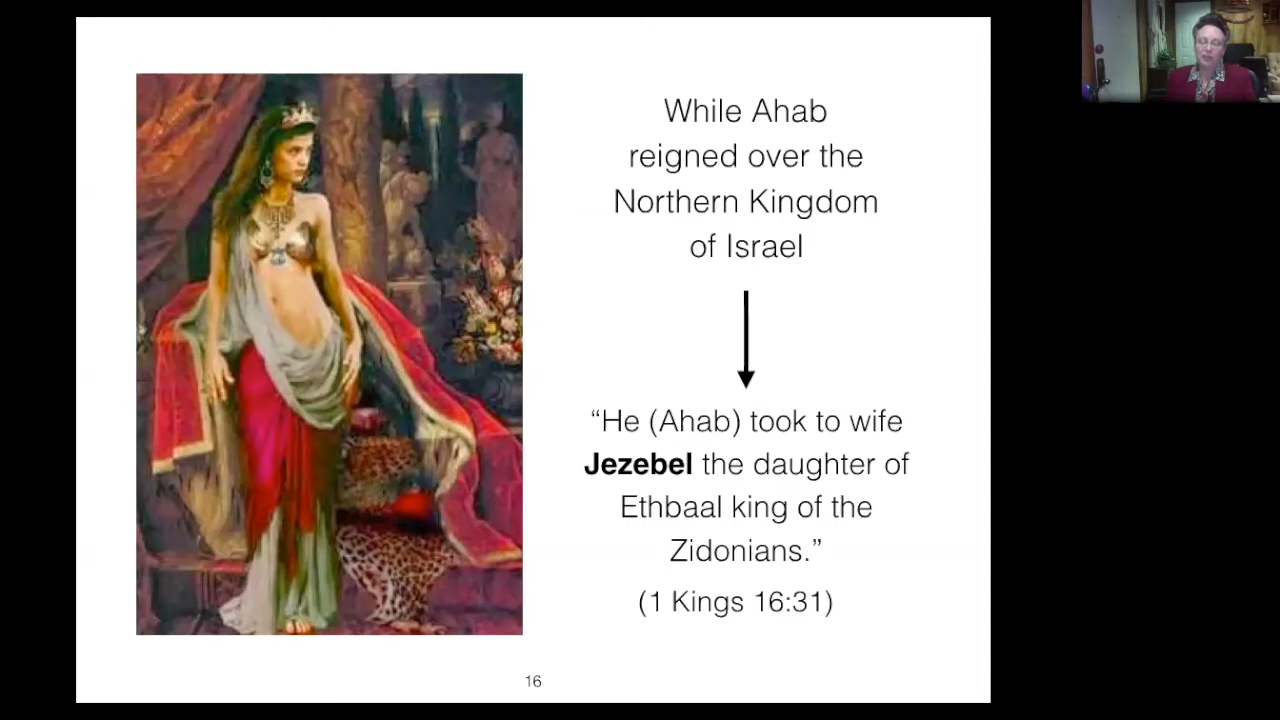 While Ahab
reigned over the
Northern Kingdom
of Israel
“He (Ahab) took to wife
Jezebel the daughter of
Ethbaal king of the
Zidonians.”
(1 Kings 16:31)
16